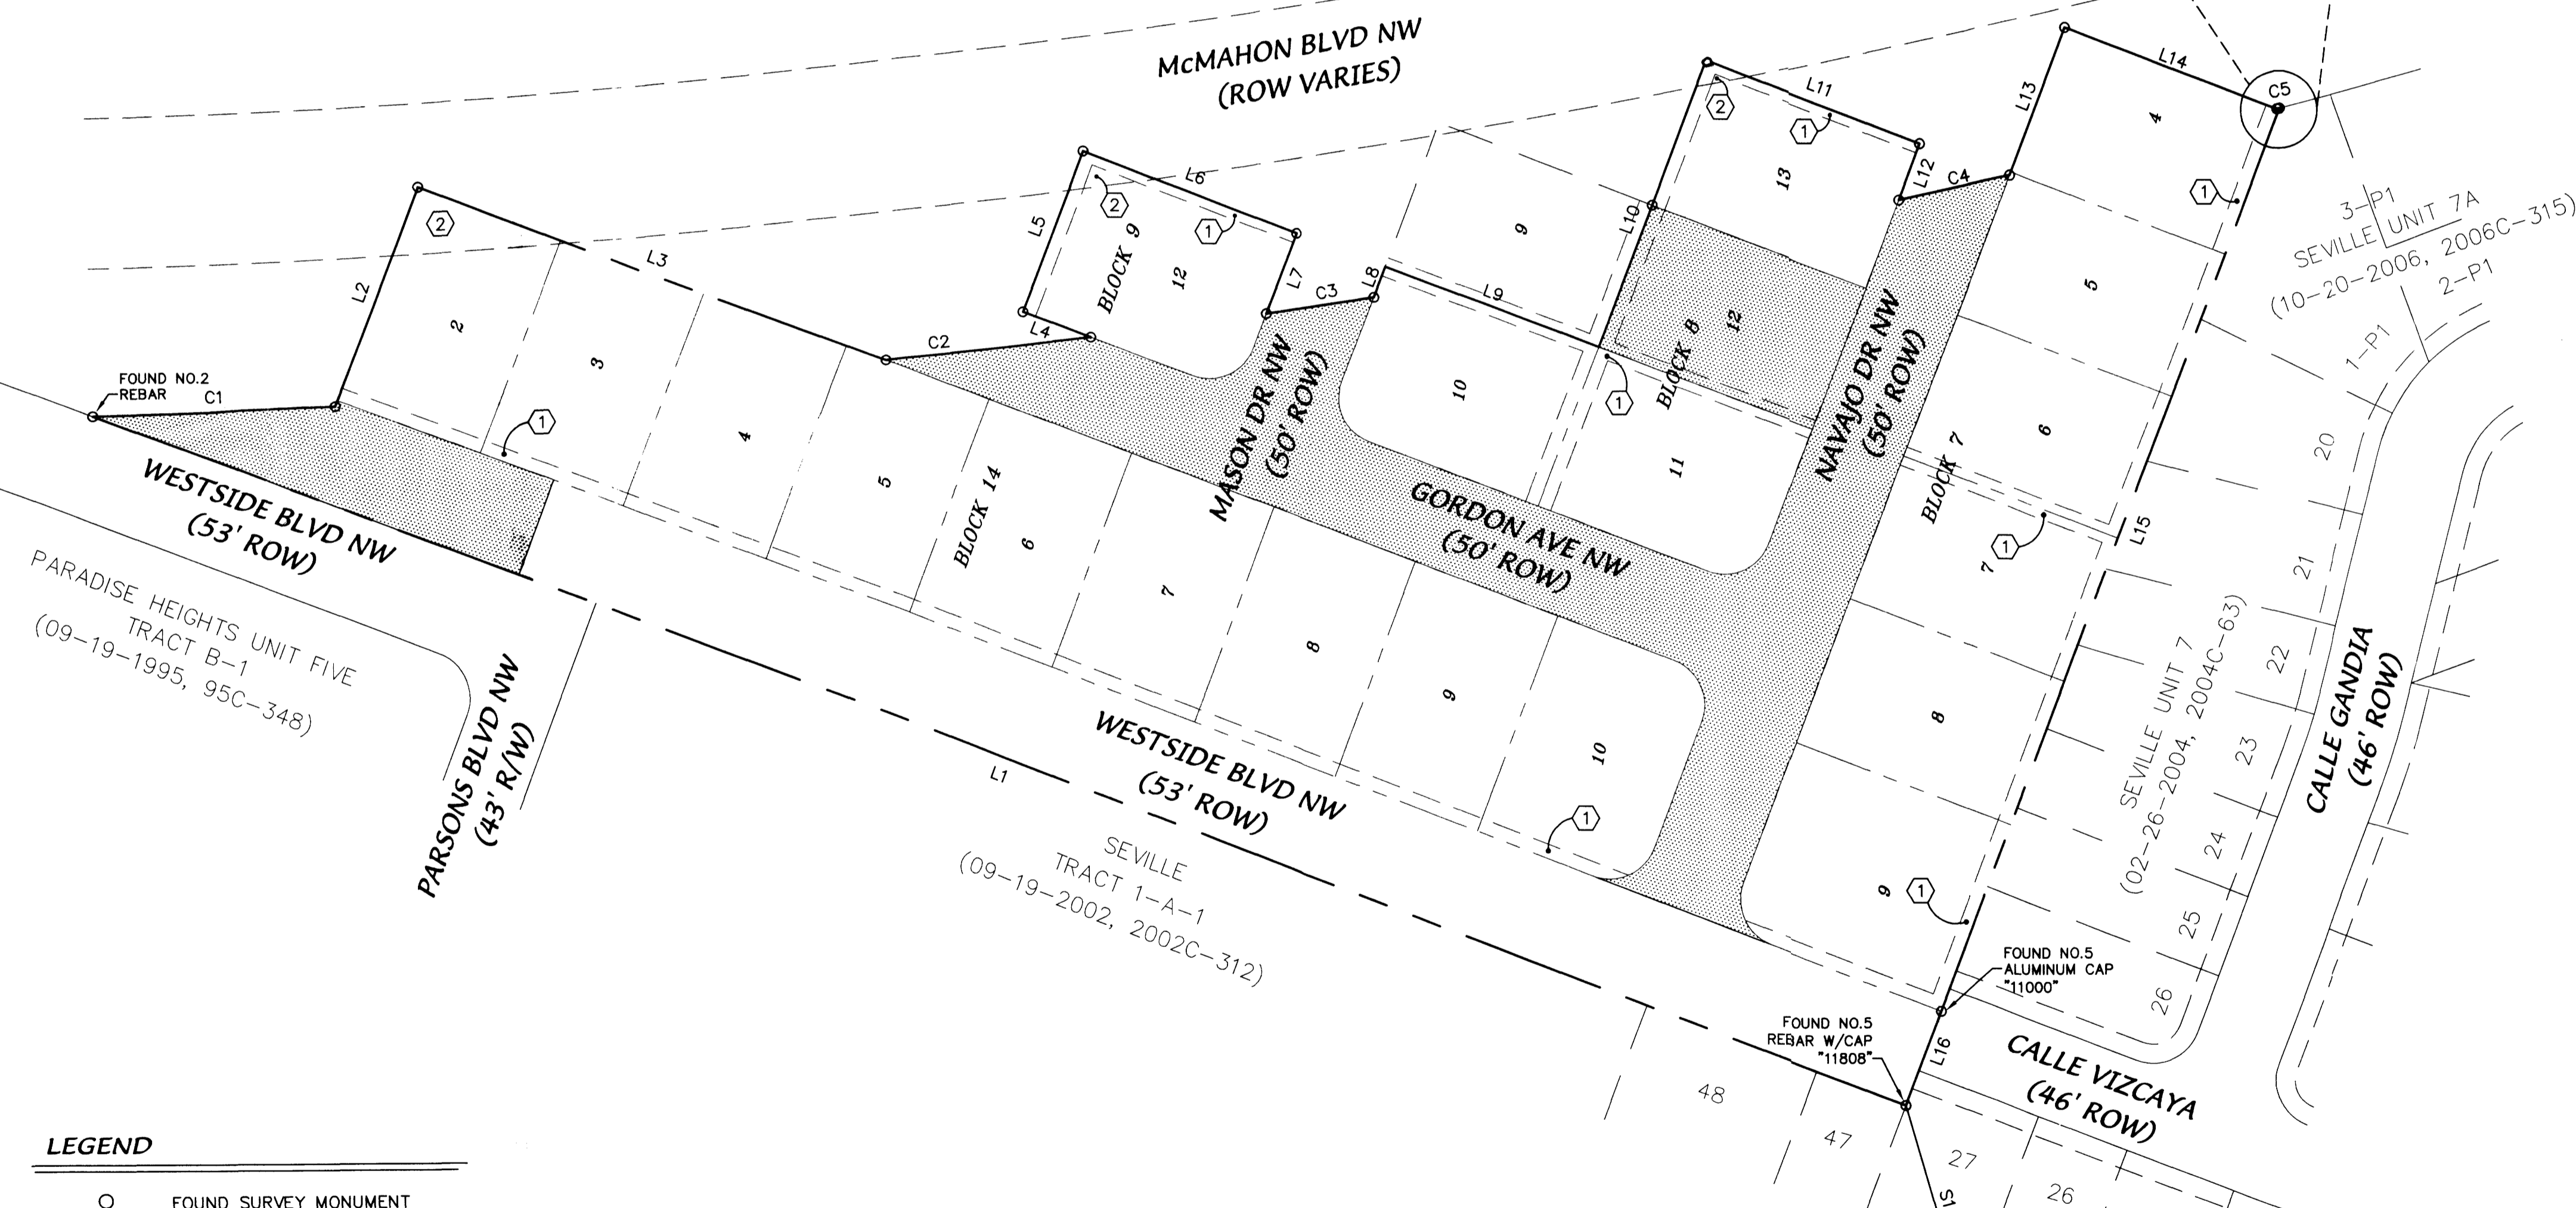 McMAHON BLVD NW
(ROW VARIES)
L14
C5
L11
L13
4
2
1
L12
C4
13
1
3-P1
SEVILLE UNIT 7A
(10-20-2006, 2006C-315)
2-P1
1-P1
L6
2
1
L5
BLOCK 9
12
L7
C3
L8
L9
9
L10
5
2
L2
L3
2
3
C2
L4
FOUND NO.2
REBAR
C1
1
4
5
BLOCK 14
6
7
8
9
10
MASON DR NW
(50' ROW)
10
1
BLOCK 8
12
11
NAVAJO DR NW
(50' ROW)
BLOCK 7
6
1
7
L15
20
21
22
23
24
25
26
GORDON AVE NW
(50' ROW)
WESTSIDE BLVD NW
(53' ROW)
PARADISE HEIGHTS UNIT FIVE
TRACT B-1
(09-19-1995, 95C-348)
PARSONS BLVD NW
(43' R/W)
L1
WESTSIDE BLVD NW
(53' ROW)
1
8
9
1
SEVILLE UNIT 7
(02-26-2004, 2004C-63)
CALLE GANDIA
(46' ROW)
SEVILLE
TRACT 1-A-1
(09-19-2002, 2002C-312)
FOUND NO.5
ALUMINUM CAP
"11000"
FOUND NO.5
REBAR W/CAP
"11808"
L16
CALLE VIZCAYA
(46' ROW)
48
47
27
26
S1
LEGEND
FOUND SURVEY MONUMENT